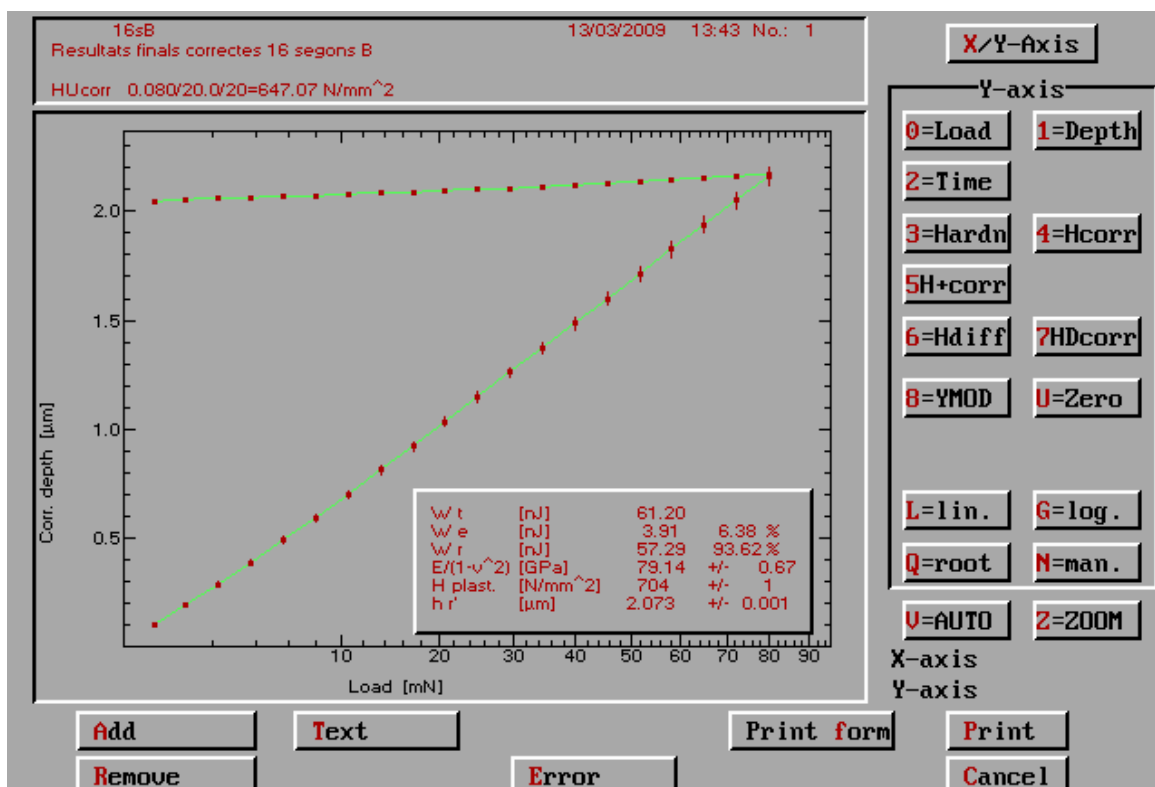 16sB 13/03/2009 13:43 No.: 1
Resultats finals correctes 16 segons B
HUcorr 0.080/20.0/20=647.07 N/mm^2
X/Y-Axis
Y-axis
0=Load 1=Depth
2=Time
3=Hardn 4=Hcorr
5H+corr
6=Hdiff 7HDcorr
8=YMOD U=Zero
L=lin. G=log.
Q=root N=man.
V=AUTO Z=ZOOM
X-axis
Y-axis
Corr. depth [µm]
2.0
1.5
1.0
0.5
W t [nJ] 61.20
W e [nJ] 3.91 6.38 %
W r [nJ] 57.29 93.62%
E/(1-v^2) [GPa] 79.14 +/- 0.67
H plast. [N/mm^2] 704 +/- 1
h r' [µm] 2.073 +/- 0.001
10 20 30 40 50 60 70 80 90
Load [mN]
Add Text Print form Print
Remove Error Cancel